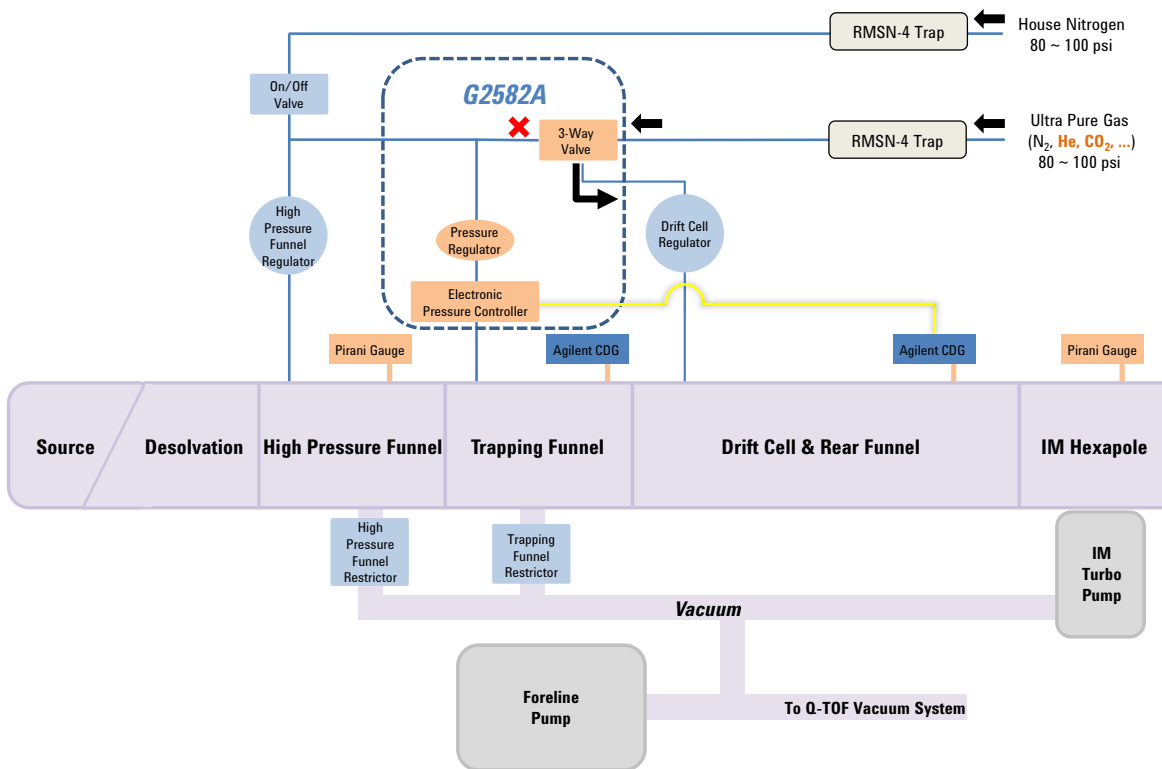 RMSN-4 Trap
House Nitrogen
80 ~ 100 psi
On/Off
Valve
G2582A
3-Way
Valve
RMSN-4 Trap
Ultra Pure Gas
(N₂, He, CO₂, ...)
80 ~ 100 psi
High
Pressure
Funnel
Regulator
Pressure
Regulator
Drift Cell
Regulator
Electronic
Pressure Controller
Pirani Gauge
Agilent CDG
Agilent CDG
Pirani Gauge
Source
Desolvation
High Pressure Funnel
Trapping Funnel
Drift Cell & Rear Funnel
IM Hexapole
High
Pressure
Funnel
Restrictor
Trapping
Funnel
Restrictor
IM
Turbo
Pump
Vacuum
Foreline
Pump
To Q-TOF Vacuum System